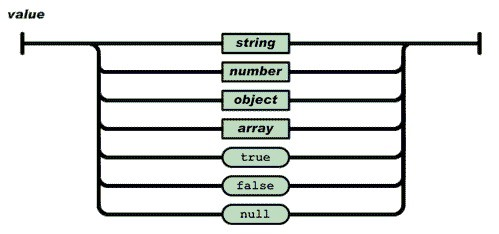 value
string
number
object
array
true
false
null